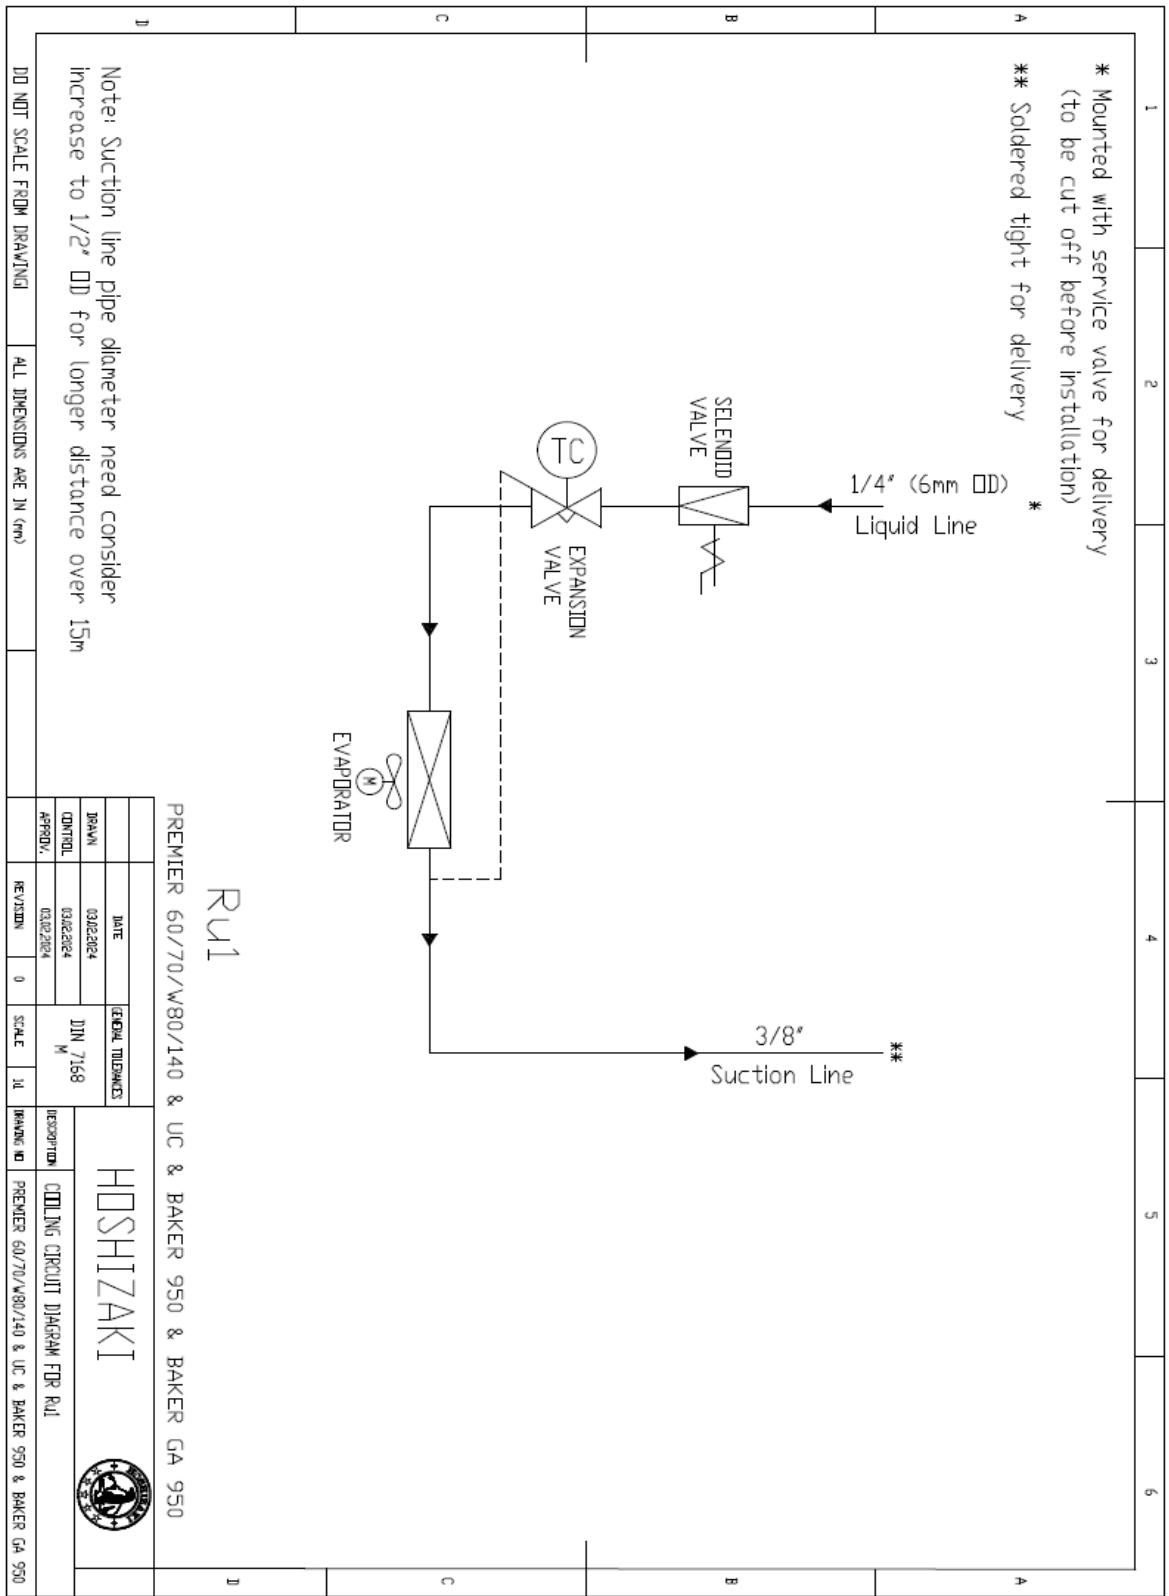 1
2
3
4
5
6
A
A
B
B
C
C
D
D
* Mounted with service valve for delivery
(to be cut off before installation)
** Soldered tight for delivery
1/4" (6mm OD)
*
Liquid Line
SELENOID
VALVE
TC
EXPANSION
VALVE
M
EVAPORATOR
3/8"
**
Suction Line
Note: Suction line pipe diameter need consider
increase to 1/2" OD for longer distance over 15m
Ru1
PREMIER 60/70/W80/140 & UC & BAKER 950 & BAKER GA 950
DATE
GENERAL TOLERANCES
DRAWN
03.02.2024
CONTROL
03.02.2024
APPROV.
03.02.2024
DIN 7168
M
HOSHIZAKI
HOSHIZAKI
DESCRIPTION
COOLING CIRCUIT DIAGRAM FOR Ru1
DO NOT SCALE FROM DRAWING!
ALL DIMENSIONS ARE IN (mm)
REVISION
0
SCALE
1:1
DRAWING NO
PREMIER 60/70/W80/140 & UC & BAKER 950 & BAKER GA 950